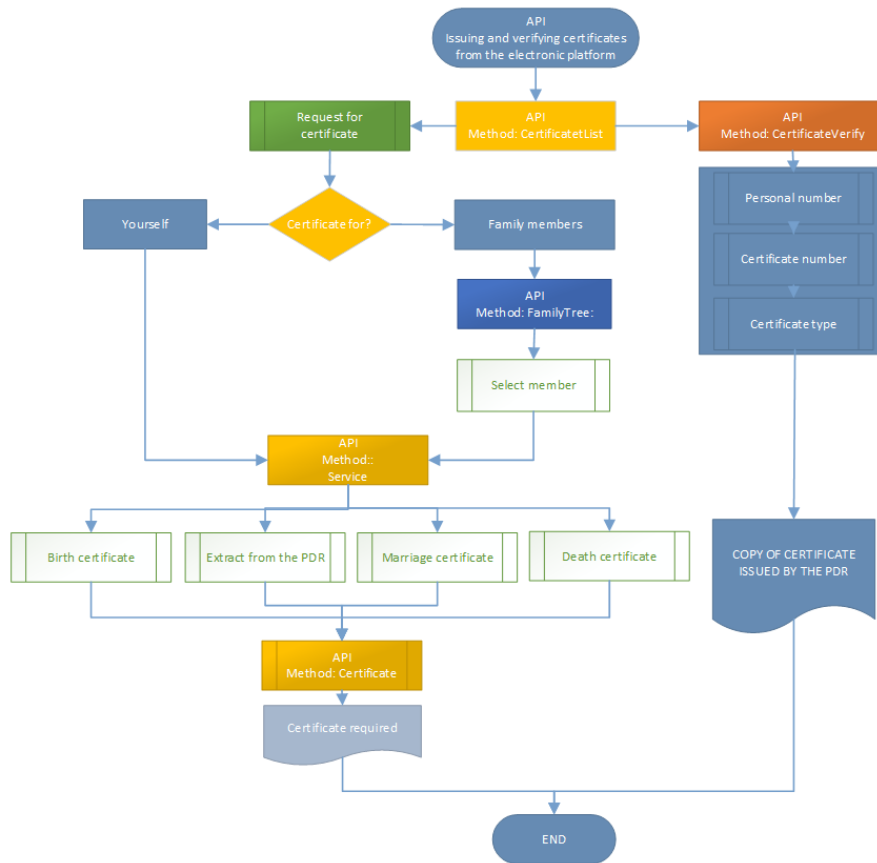 API
Issuing and verifying certificates
from the electronic platform
Request for
certificate
API
Method: CertificatetList
API
Method: CertificateVerify
Yourself
Certificate for?
Family members
Personal number
Certificate number
Certificate type
API
Method: FamilyTree:
Select member
API
Method::
Service
Birth certificate
Extract from the PDR
Marriage certificate
Death certificate
COPY OF CERTIFICATE
ISSUED BY THE PDR
API
Method: Certificate
Certificate required
END